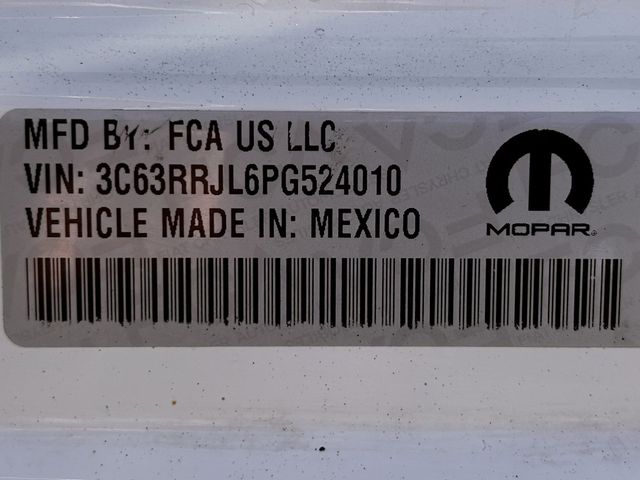 MFD BY: FCA US LLC
VIN: 3C63RRJL6PG524010
VEHICLE MADE IN: MEXICO
MOPAR